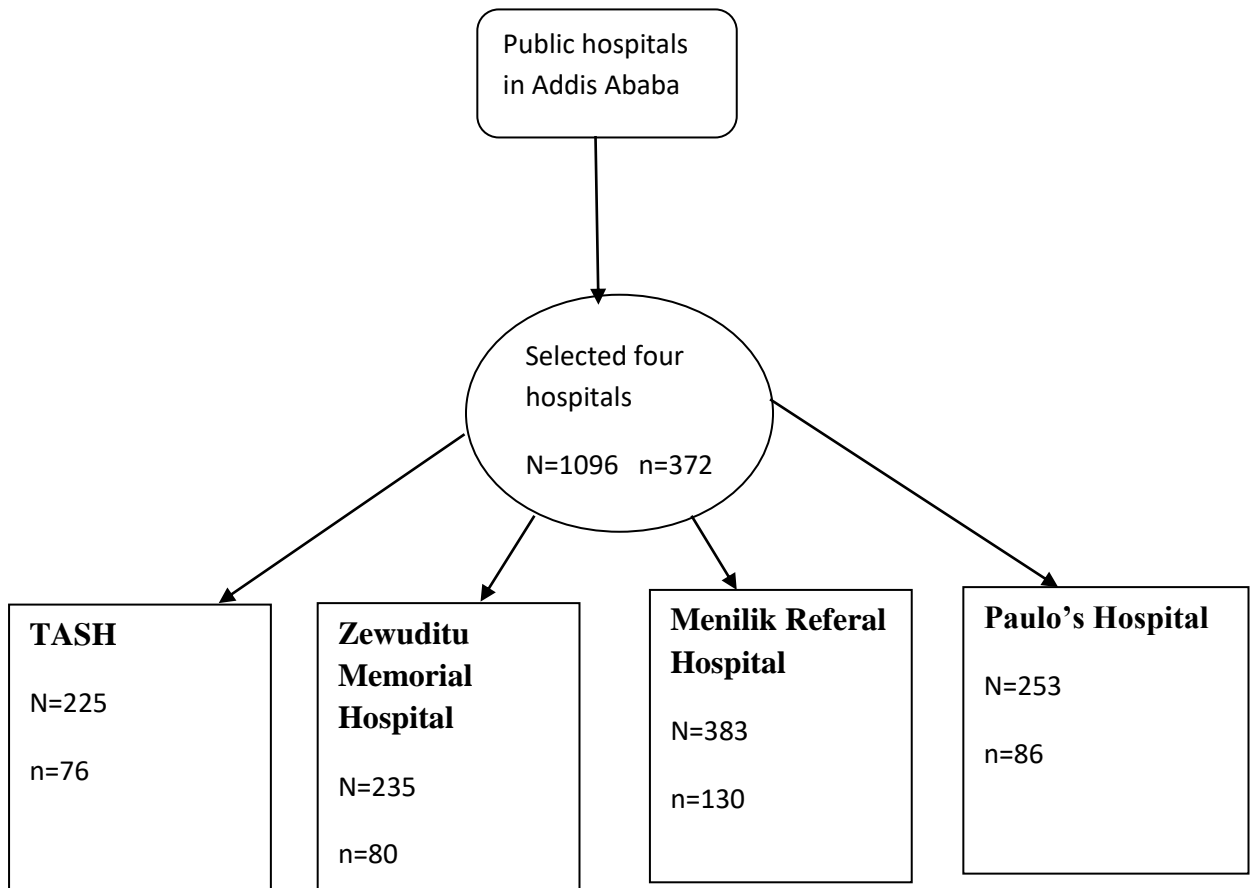 Public hospitals
in Addis Ababa
Selected four
hospitals
N=1096 n=372
TASH
N=225
n=76
Zewuditu
Memorial
Hospital
N=235
n=80
Menilik Referal
Hospital
N=383
n=130
Paulo's Hospital
N=253
n=86